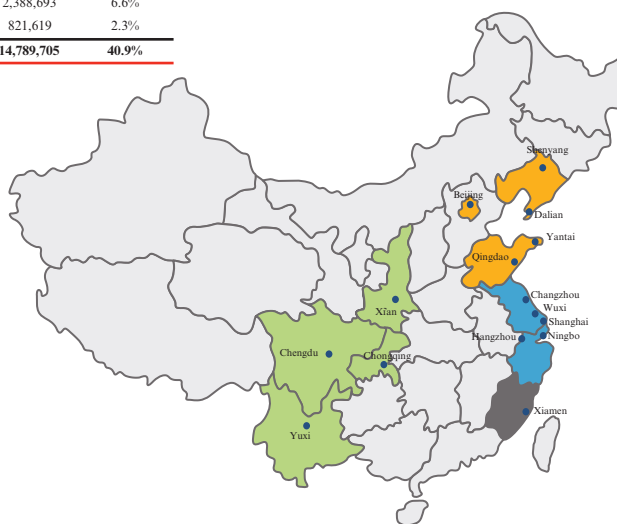 2,388,693 6.6%
821,619 2.3%
14,789,705 40.9%
Shenyang
Beijing
Dalian
Yantai
Qingdao
Changzhou
Wuxi
Shanghai
Hangzhou
Ningbo
Xi'an
Chengdu
Chongqing
Xiamen
Yuxi